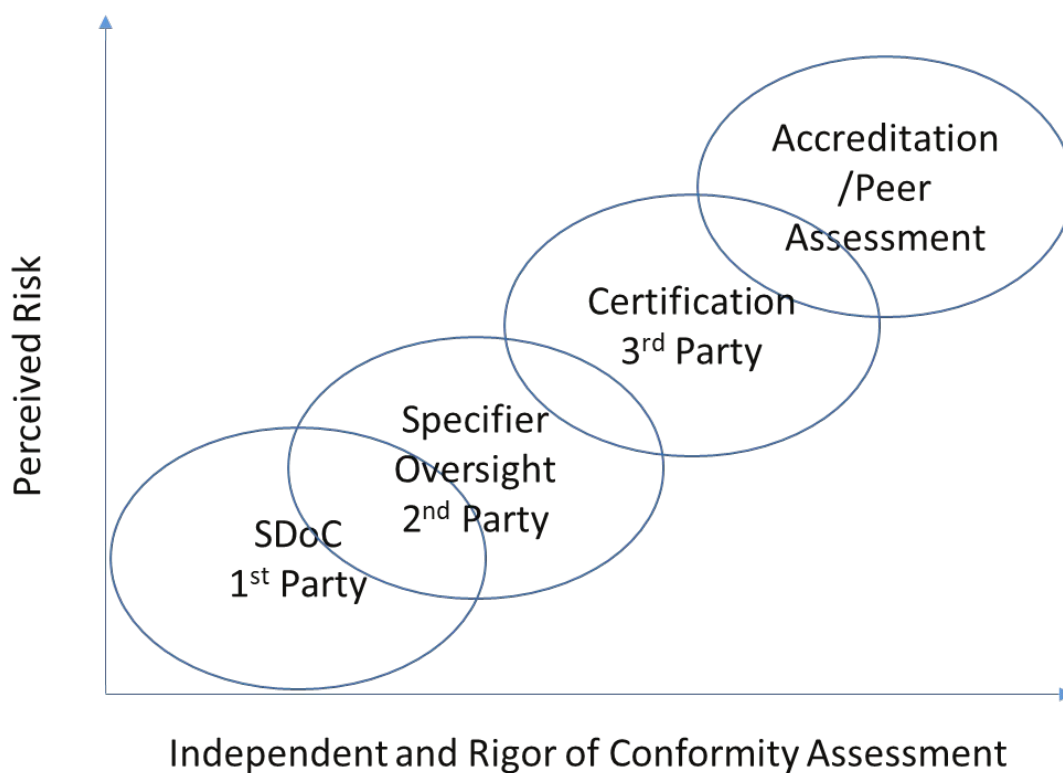 Perceived Risk
Accreditation
/Peer
Assessment
Certification
3rd Party
Specifier
Oversight
2nd Party
SDoC
1st Party
Independent and Rigor of Conformity Assessment